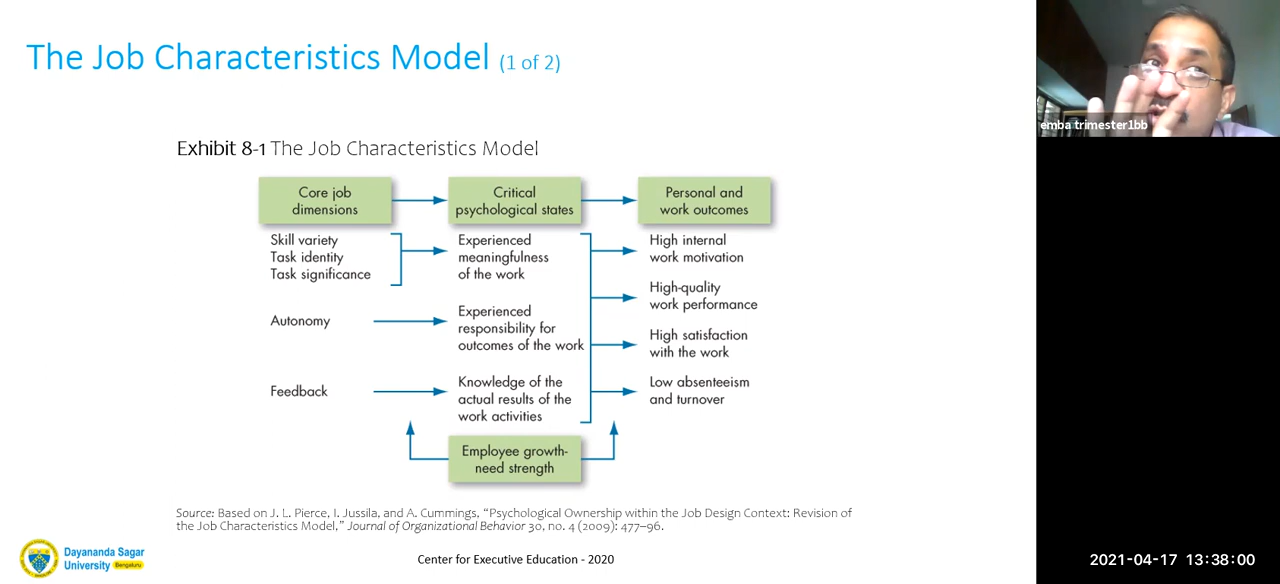 The Job Characteristics Model (1 of 2)
emba trimester1bb
Exhibit 8-1 The Job Characteristics Model
Core job
dimensions
Critical
psychological states
Personal and
work outcomes
Skill variety
Task identity
Task significance
Experienced
meaningfulness
of the work
High internal
work motivation
High-quality
work performance
Autonomy
Experienced
responsibility for
outcomes of the work
High satisfaction
with the work
Feedback
Knowledge of the
actual results of the
work activities
Low absenteeism
and turnover
Employee growth-
need strength
Source: Based on J. L. Pierce, I. Jussila, and A. Cummings, “Psychological Ownership within the Job Design Context: Revision of
the Job Characteristics Model,” Journal of Organizational Behavior 30, no. 4 (2009): 477–96.
Dayananda Sagar
University Bengaluru
Center for Executive Education - 2020
2021-04-17 13:38:00